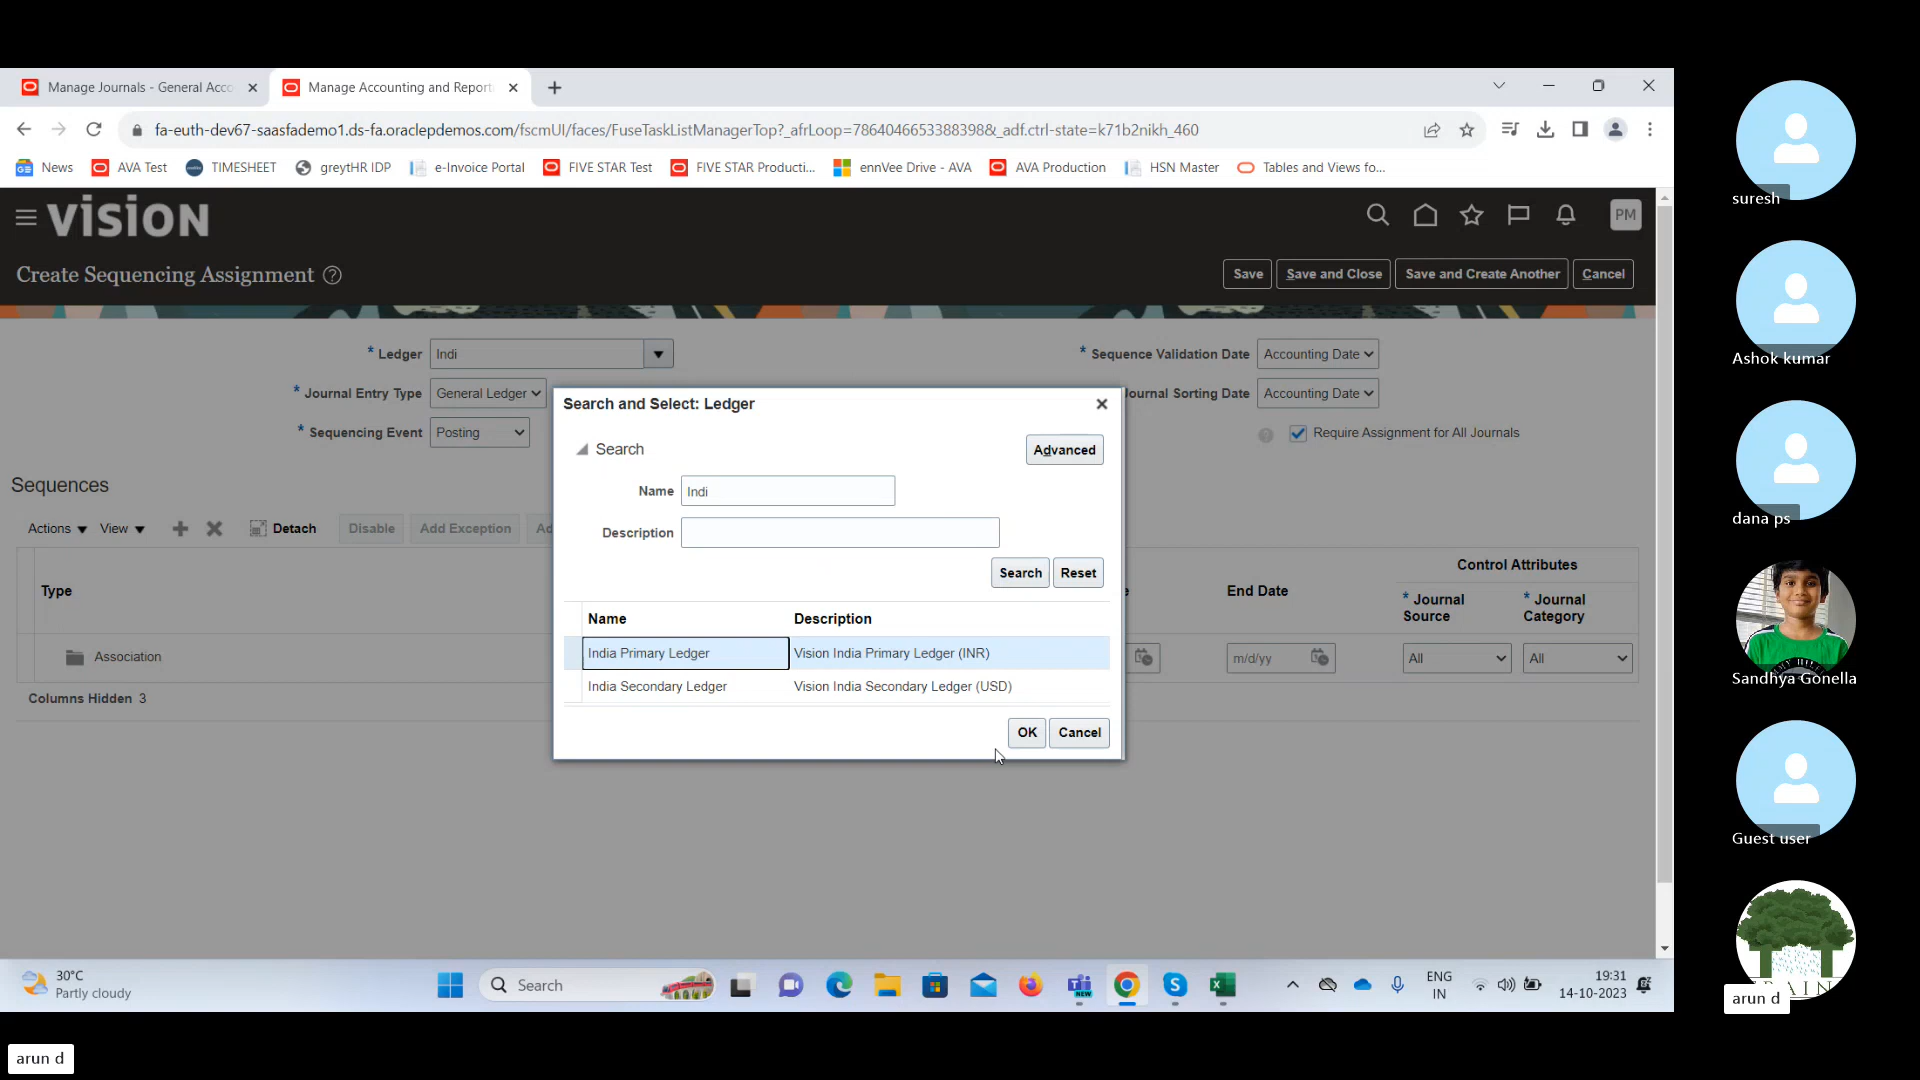 Manage Journals - General Acco
Manage Accounting and Report
fa-euth-dev67-saasfademo1.ds-fa.oraclepdemos.com/fscmUI/faces/FuseTaskListManagerTop?_afrLoop=78640466533883988&_adf.ctrl-state=k71b2nikh_460
News
AVA Test
TIMESHEET
greytHR IDP
e-Invoice Portal
FIVE STAR Test
FIVE STAR Producti...
ennVee Drive - AVA
AVA Production
HSN Master
Tables and Views fo...
VISION
PM
Create Sequencing Assignment
Save
Save and Close
Save and Create Another
Cancel
* Ledger Indi
* Sequence Validation Date Accounting Date
* Journal Entry Type General Ledger
Journal Sorting Date Accounting Date
* Sequencing Event Posting
Require Assignment for All Journals
Search and Select: Ledger
Search
Advanced
Name Indi
Description
Search Reset
Name Description
India Primary Ledger Vision India Primary Ledger (INR)
India Secondary Ledger Vision India Secondary Ledger (USD)
OK Cancel
Sequences
Actions View Detach Disable Add Exception Ad
Type
e
End Date
Control Attributes
* Journal Source
* Journal Category
Association
m/d/yy
All
All
Columns Hidden 3
30°C
Partly cloudy
Search
NEW
ENG
IN
19:31
14-10-2023
suresh
Ashok kumar
dana ps
Sandhya Gonella
Guest user
arun d
arun d